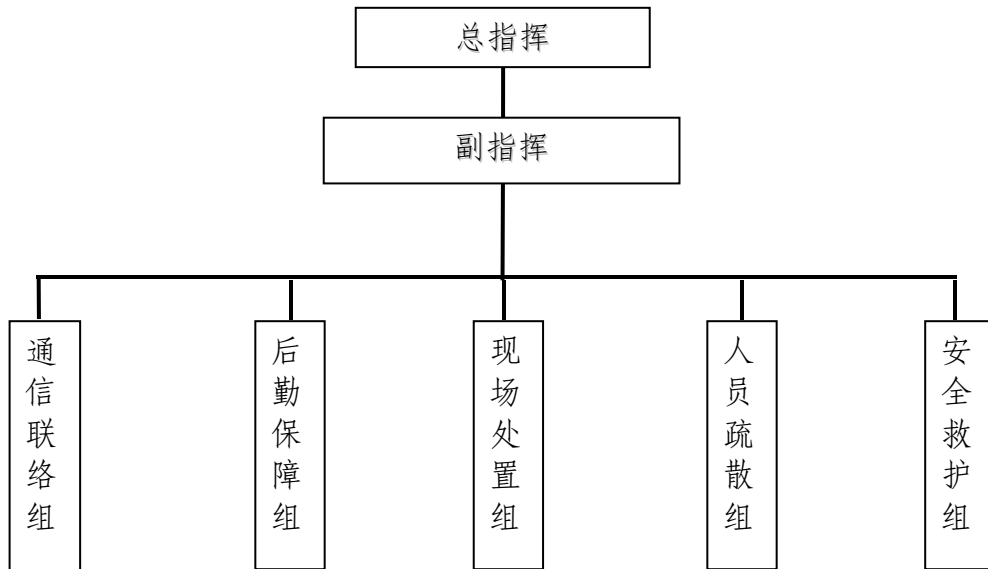 总指挥
副指挥
通信联络组
后勤保障组
现场处置组
人员疏散组
安全救护组